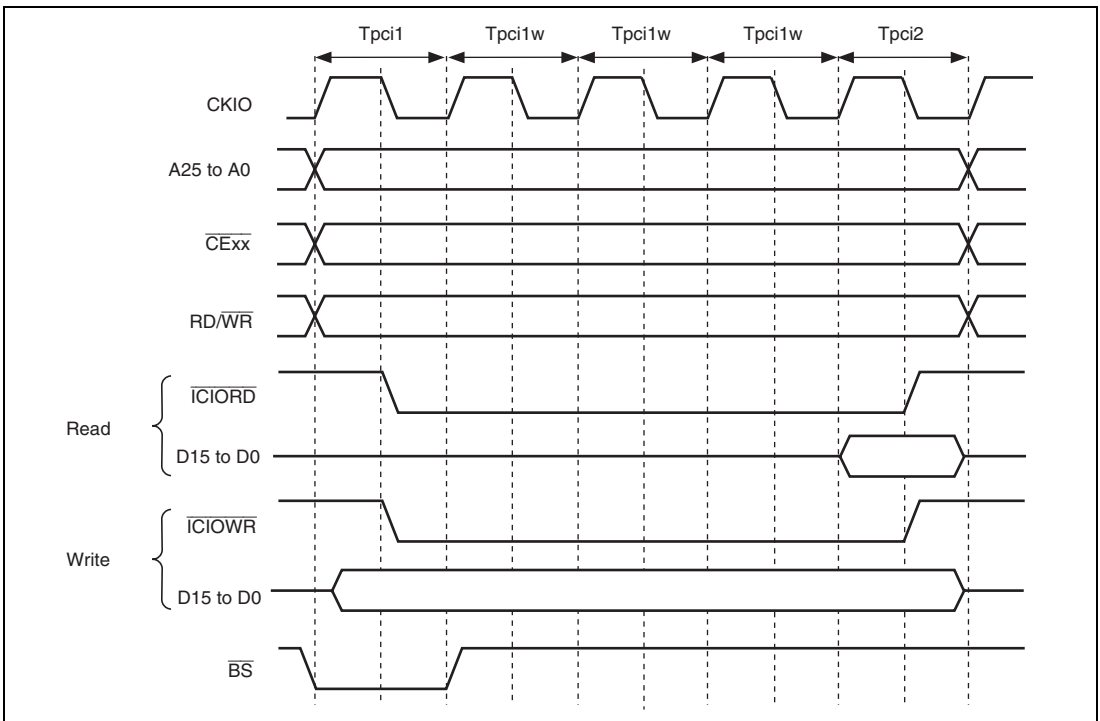 Tpci1 Tpci1w Tpci1w Tpci1w Tpci2
CKIO
A25 to A0
CExx
RD/WR
ICIORD
Read
D15 to D0
ICIOWR
Write
D15 to D0
BS